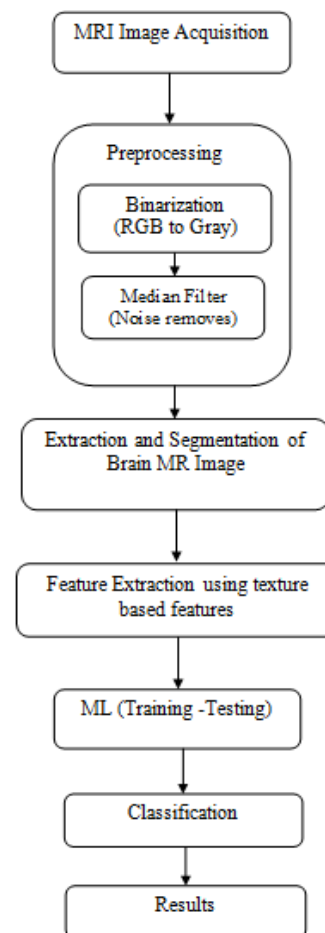 MRI Image Acquisition
Preprocessing
Binarization
(RGB to Gray)
Median Filter
(Noise removes)
Extraction and Segmentation of
Brain MR Image
Feature Extraction using texture
based features
ML (Training -Testing)
Classification
Results